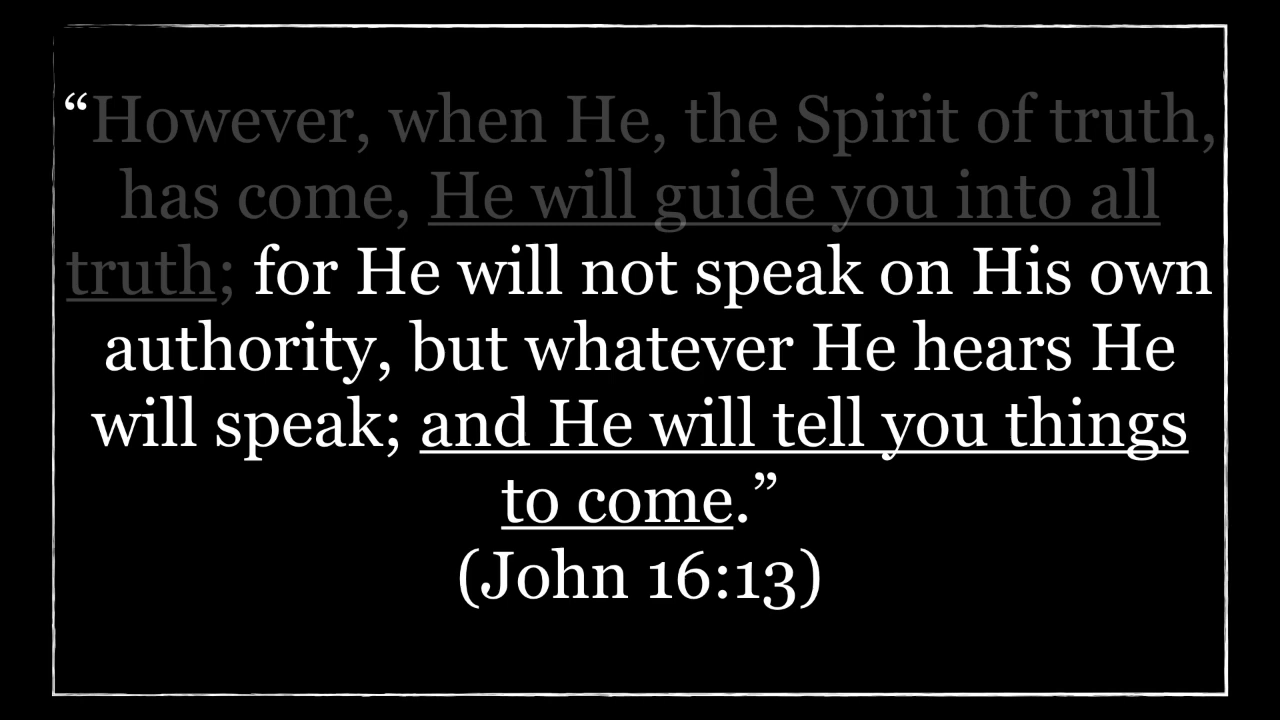 “However, when He, the Spirit of truth,
has come, He will guide you into all
truth; for He will not speak on His own
authority, but whatever He hears He
will speak; and He will tell you things
to come.”
(John 16:13)